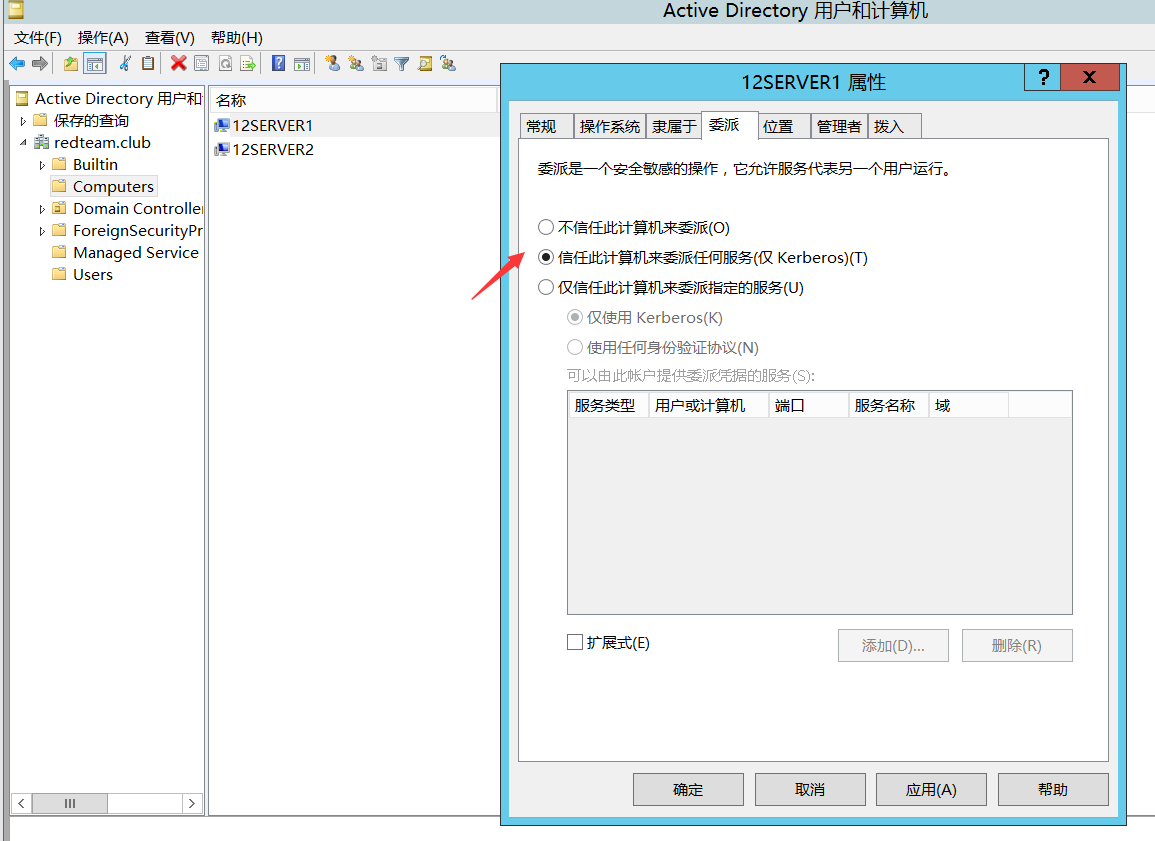 Active Directory 用户和计算机
文件(F) 操作(A) 查看(V) 帮助(H)
Active Directory 用户和
保存的查询
redteam.club
Builtin
Computers
Domain Controller
ForeignSecurityPr
Managed Service
Users
名称
12SERVER1
12SERVER2
12SERVER1 属性
? X
常规 操作系统 隶属于 委派 位置 管理者 拨入
委派是一个安全敏感的操作，它允许服务代表另一个用户运行。
不信任此计算机来委派(O)
信任此计算机来委派任何服务(仅 Kerberos)(T)
仅信任此计算机来委派指定的服务(U)
仅使用 Kerberos(K)
使用任何身份验证协议(N)
可以由此帐户提供委派凭据的服务(S):
服务类型 用户或计算机 端口 服务名称 域
扩展式(E)
添加(D)... 删除(R)
确定 取消 应用(A) 帮助